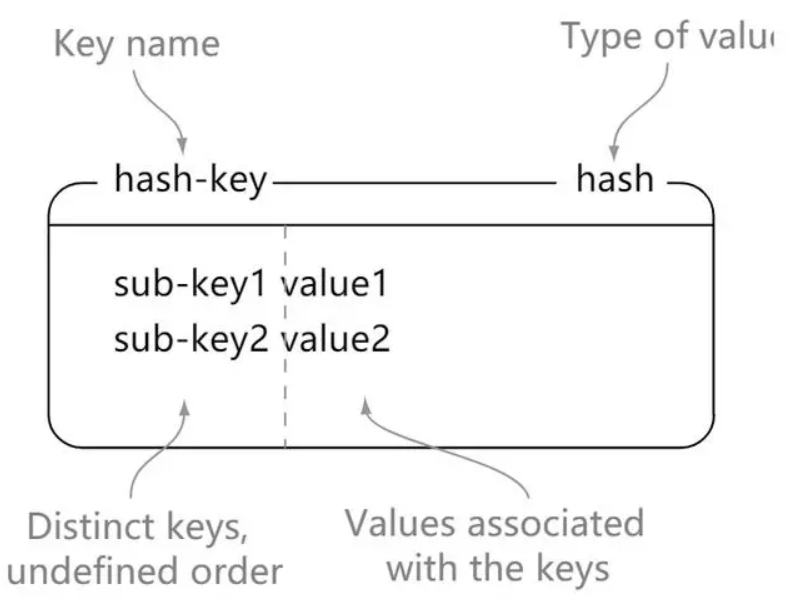 Key name
Type of valu
hash-key
hash
sub-key1 value1
sub-key2 value2
Distinct keys,
undefined order
Values associated
with the keys